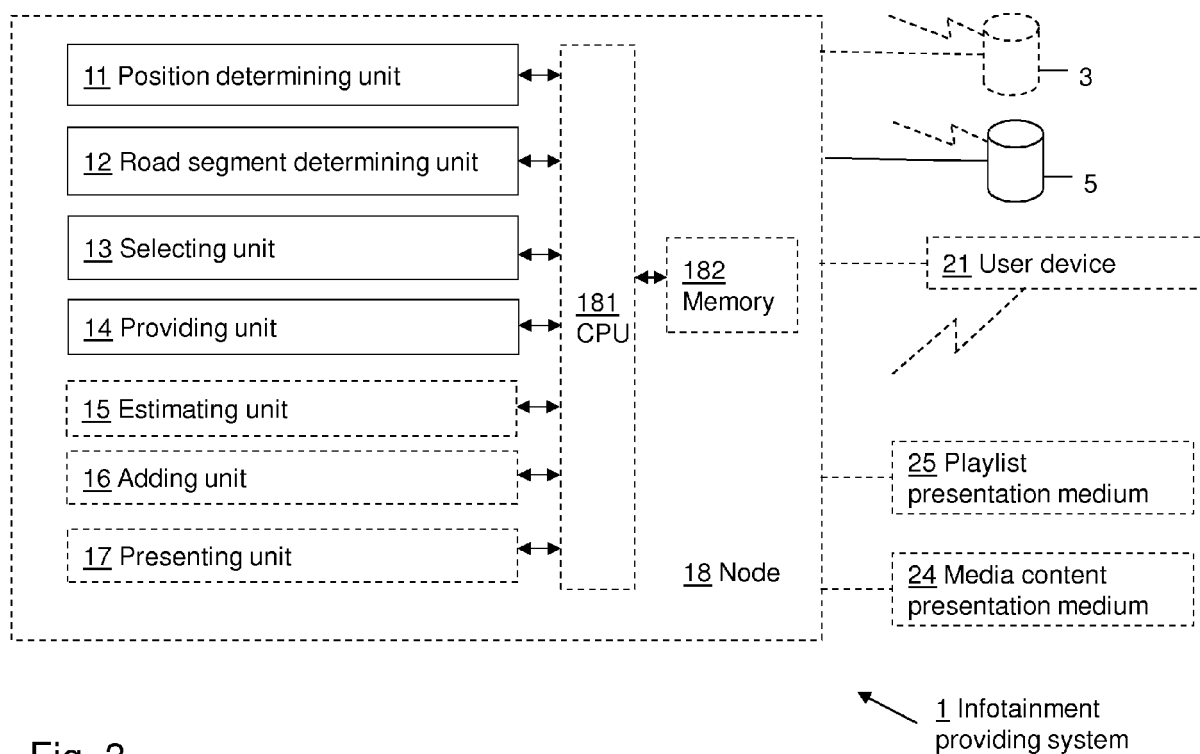 11 Position determining unit
3
12 Road segment determining unit
5
13 Selecting unit
21 User device
182
Memory
181
CPU
14 Providing unit
15 Estimating unit
25 Playlist
presentation medium
16 Adding unit
17 Presenting unit
18 Node
24 Media content
presentation medium
1 Infotainment
providing system